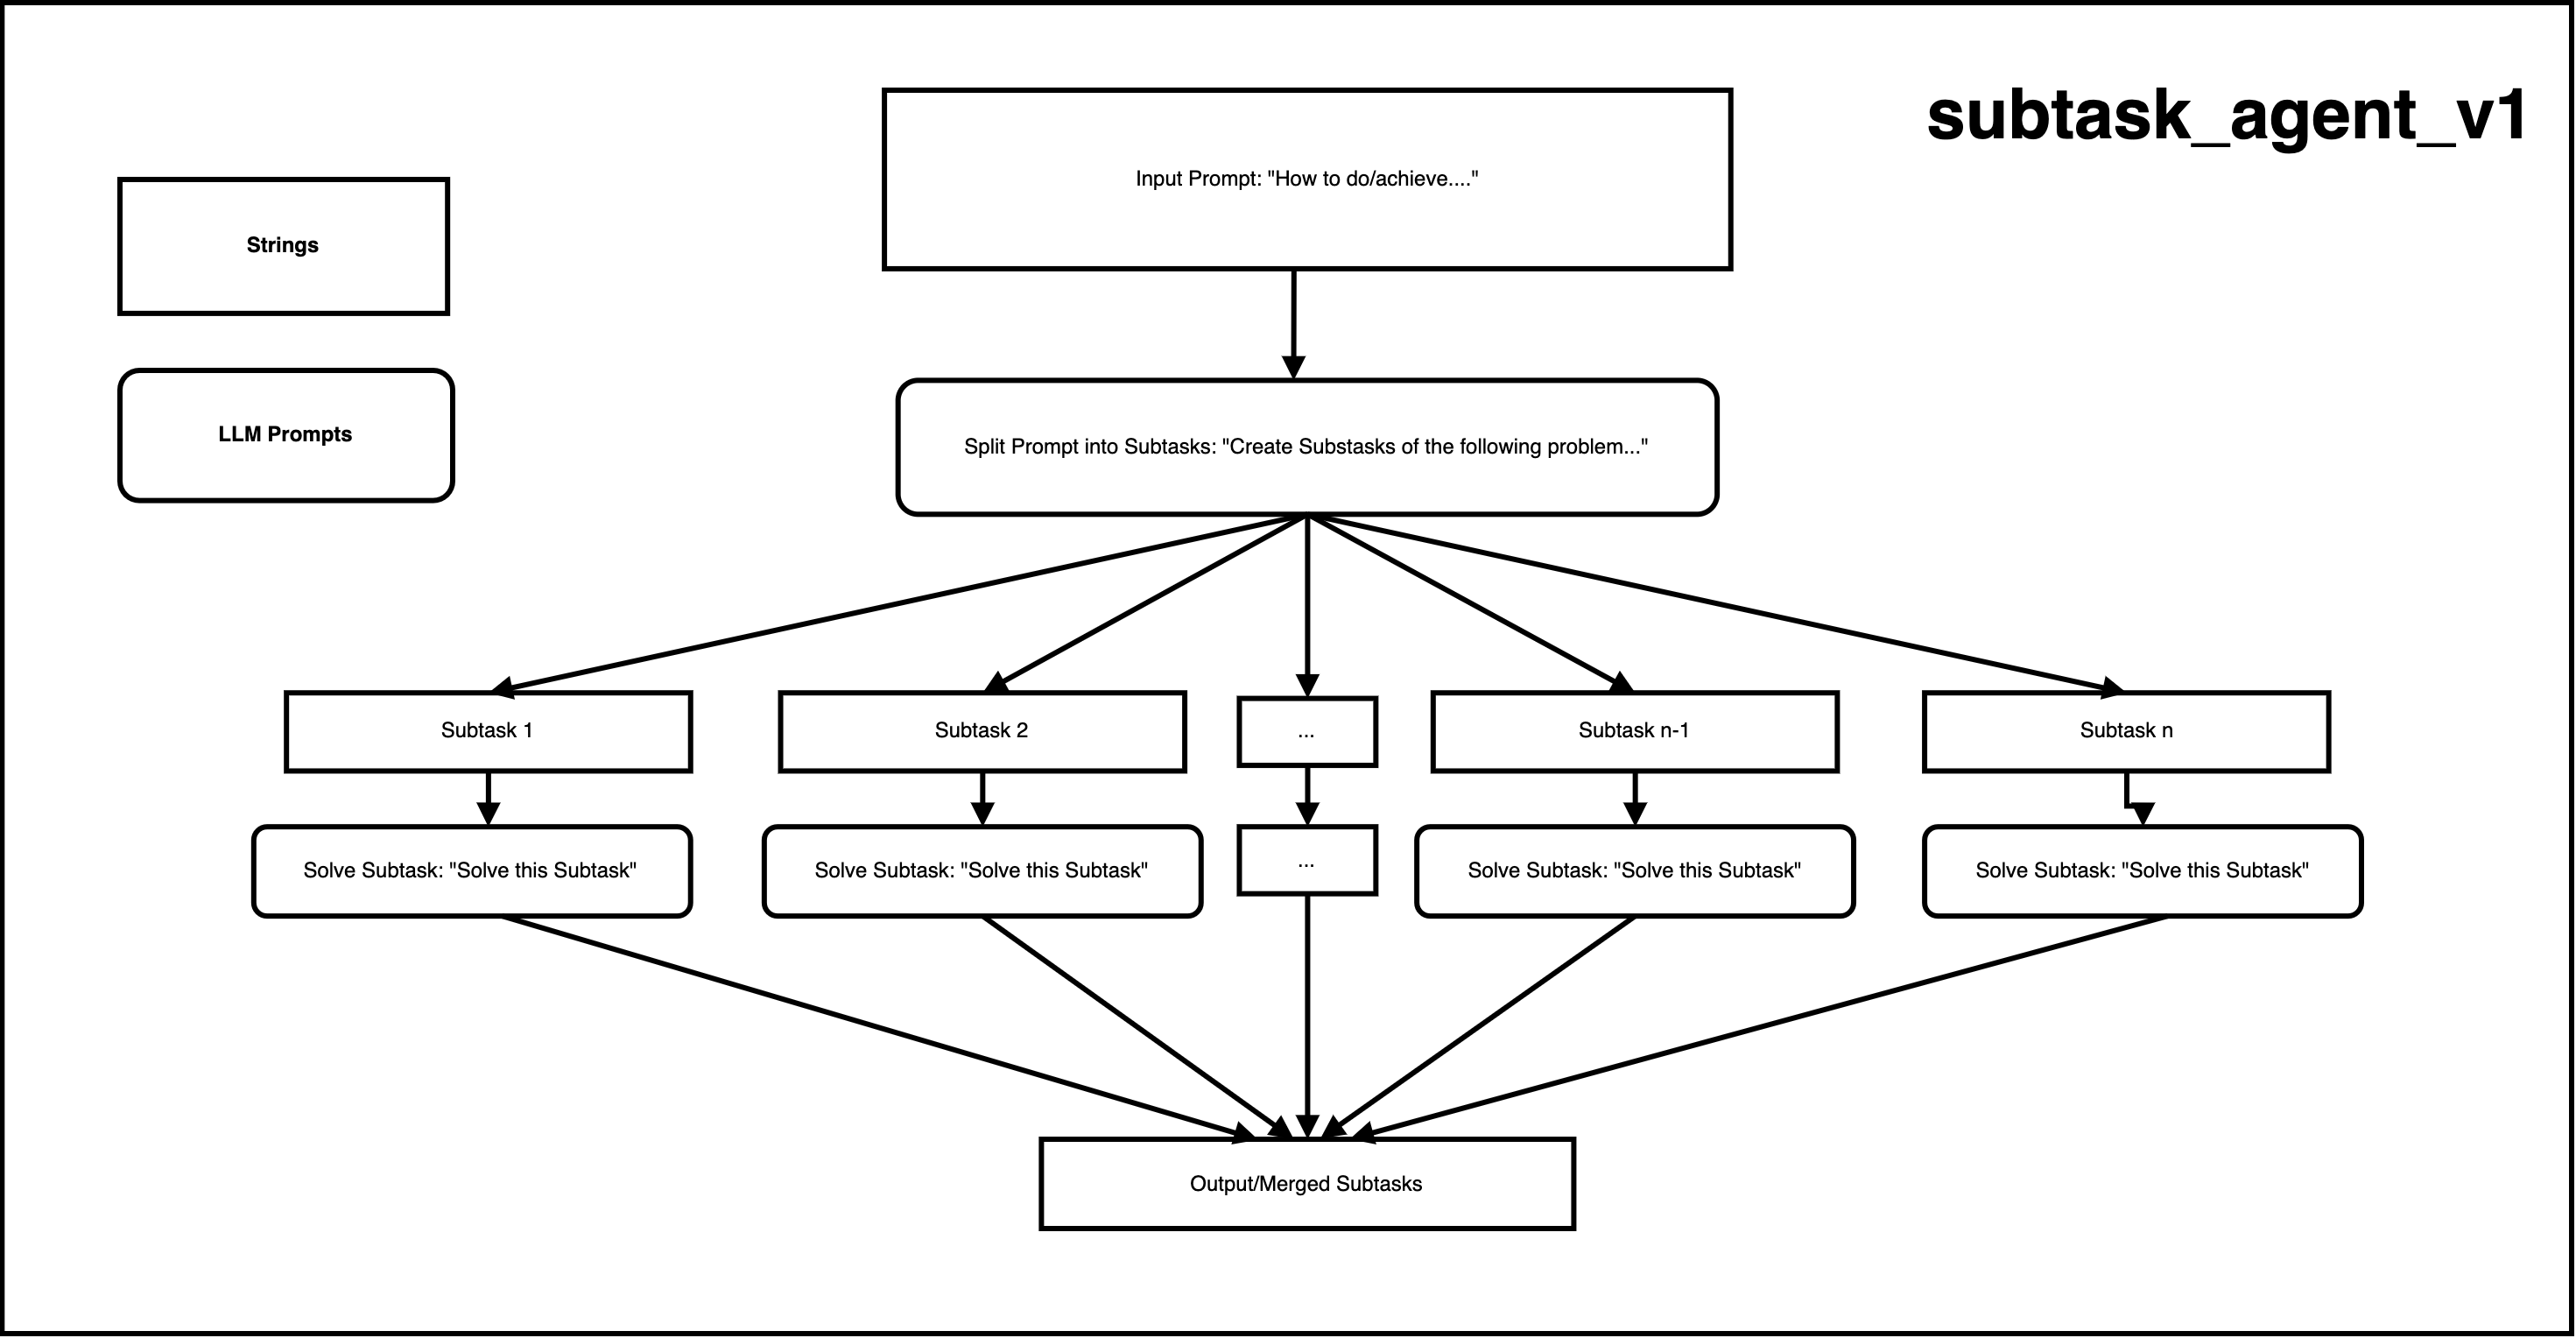 subtask_agent_v1
Input Prompt: "How to do/achieve...."
Strings
LLM Prompts
Split Prompt into Subtasks: "Create Substasks of the following problem..."
Subtask 1
Subtask 2
...
Subtask n-1
Subtask n
Solve Subtask: "Solve this Subtask"
Solve Subtask: "Solve this Subtask"
...
Solve Subtask: "Solve this Subtask"
Solve Subtask: "Solve this Subtask"
Output/Merged Subtasks